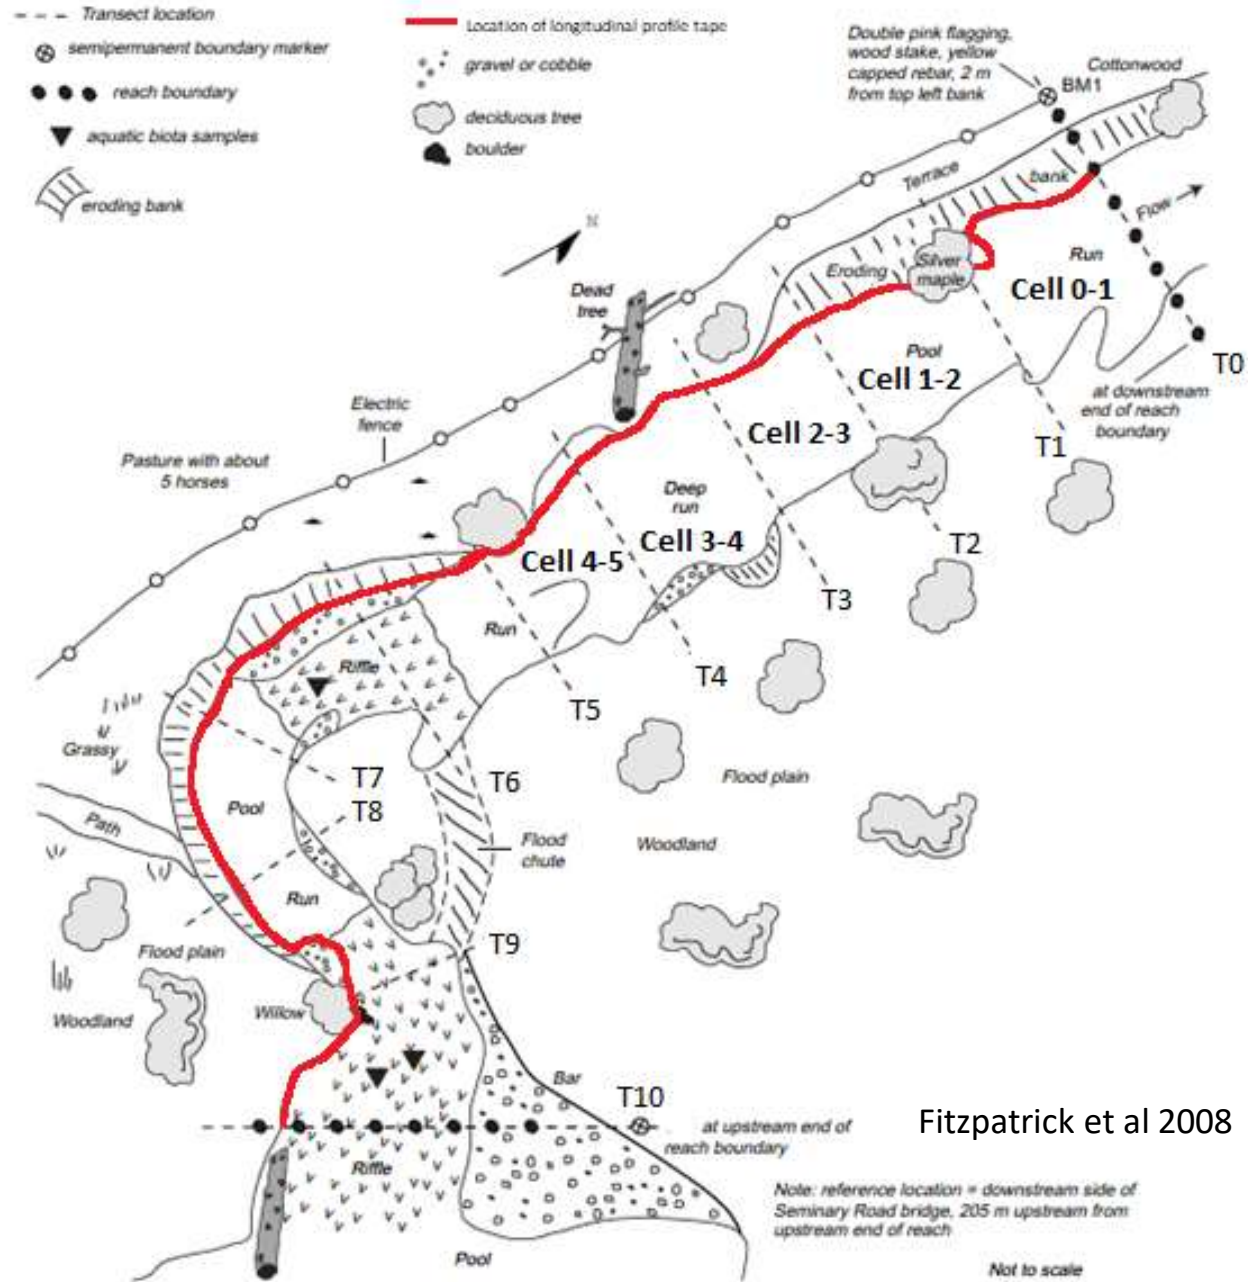 Transect location
semipermanent boundary marker
reach boundary
aquatic biota samples
eroding bank
Location of longitudinal profile tape
gravel or cobble
deciduous tree
boulder
Double pink flagging,
wood stake, yellow
capped rebar, 2 m
from top left bank
BM1
Cottonwood
Terrace
bank
Flow
N
Eroding
Silver
maple
Run
Cell 0-1
T0
Dead
tree
Pool
Cell 1-2
at downstream
end of reach
boundary
T1
Electric
fence
Cell 2-3
Pasture with about
5 horses
Deep
run
Cell 3-4
T2
Cell 4-5
T3
Run
T4
Riffle
T5
Grassy
T7
T6
Flood plain
T8
Pool
Path
Flood
chute
Woodland
Run
Flood plain
T9
Willow
Woodland
Bar
T10
at upstream end of
reach boundary
Fitzpatrick et al 2008
Riffle
Note: reference location = downstream side of
Seminary Road bridge, 205 m upstream from
upstream end of reach
Pool
Not to scale